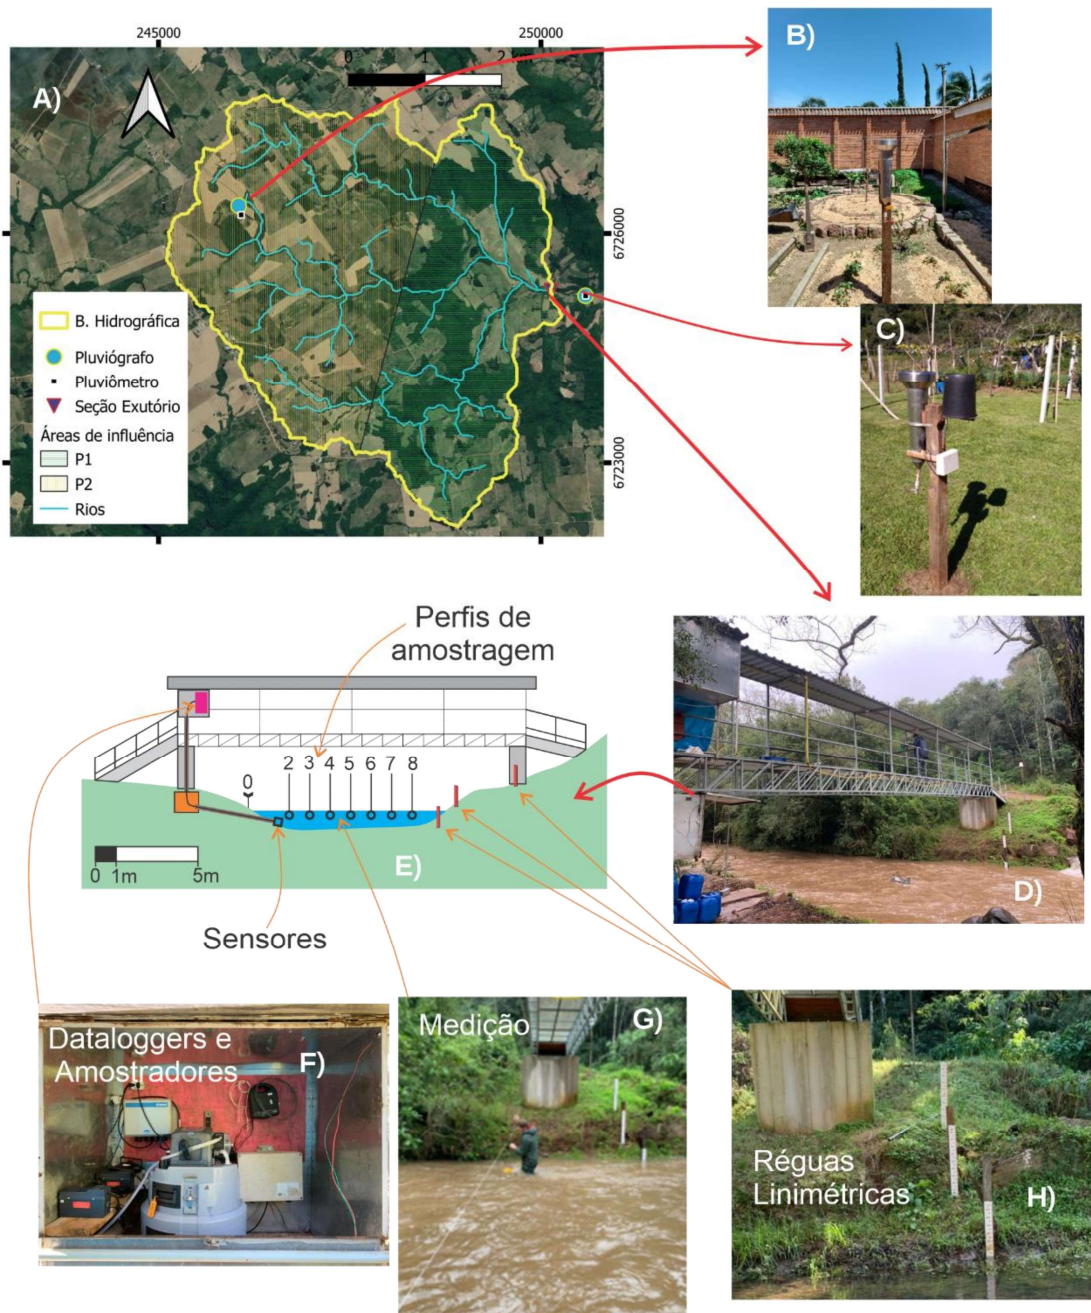 245000
250000
A)
0
1
2
6726000
6723000
B. Hidrográfica
Pluviógrafo
Pluviômetro
Seção Exutório
Áreas de influência
P1
P2
Rios
B)
C)
D)
Perfis de
amostragem
0
2 3 4 5 6 7 8
E)
0 1m 5m
Sensores
Dataloggers e
Amostradores
F)
Medição
G)
Réguas
Linimétricas
H)